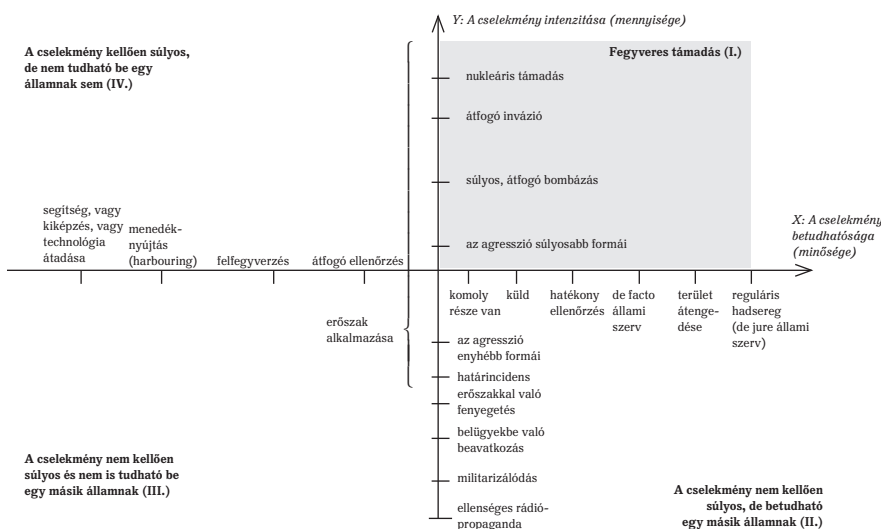 Y: A cselekmény intenzitása (mennyisége)
A cselekmény kellően súlyos,
de nem tudható be egy
államnak sem (IV.)
Fegyveres támadás (I.)
nukleáris támadás
átfogó invázió
súlyos, átfogó bombázás
az agresszió súlyosabb formái
segítség, vagy
kiképzés, vagy
technológia
átadása
menedék-
nyújtás
(harbouring)
felfegyverzés
átfogó ellenőrzés
X: A cselekmény
betudhatósága
(minősége)
komoly
része van
küld
hatékony
ellenőrzés
de facto
állami
szerv
terület
átenge-
dése
reguláris
hadsereg
(de jure állami
szerv)
erőszak
alkalmazása
az agresszió
enyhébb formái
határincidens
erőszakkal való
fenyegetés
belügyekbe való
beavatkozás
militarizálódás
ellenséges rádió-
propaganda
A cselekmény nem kellően
súlyos és nem is tudható be
egy másik államnak (III.)
A cselekmény nem kellően
súlyos, de betudható
egy másik államnak (II.)